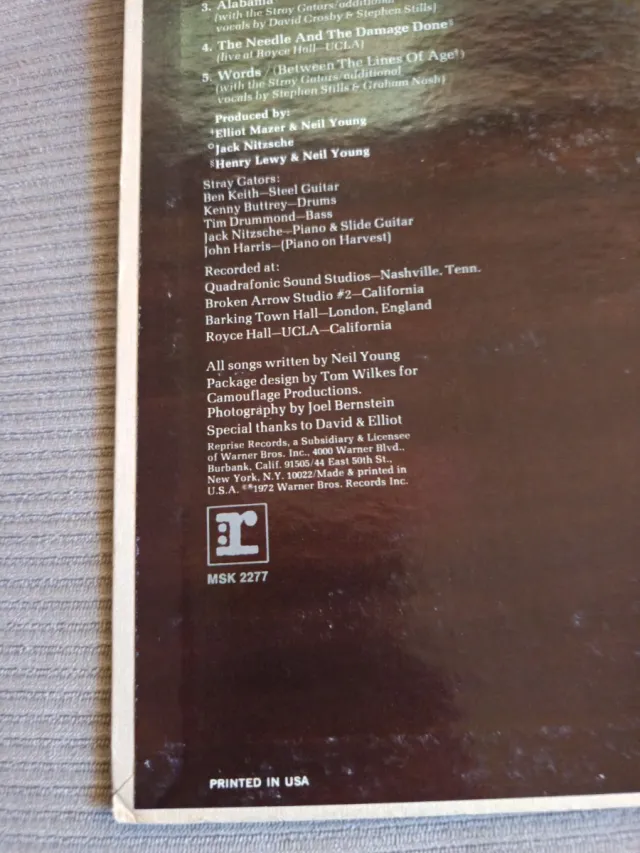 3. Alabama
(with the Stray Gators/additional
vocals by David Crosby & Stephen Stills)
4. The Needle And The Damage Done§
(live at Royce Hall—UCLA)
5. Words / (Between The Lines Of Age†)
(with the Stray Gators/additional
vocals by Stephen Stills & Graham Nash)
Produced by:
†Elliot Mazer & Neil Young
°Jack Nitzsche
§Henry Lewy & Neil Young
Stray Gators:
Ben Keith—Steel Guitar
Kenny Buttrey—Drums
Tim Drummond—Bass
Jack Nitzsche—Piano & Slide Guitar
John Harris—(Piano on Harvest)
Recorded at:
Quadrafonic Sound Studios—Nashville, Tenn.
Broken Arrow Studio #2—California
Barking Town Hall—London, England
Royce Hall—UCLA—California
All songs written by Neil Young
Package design by Tom Wilkes for
Camouflage Productions.
Photography by Joel Bernstein
Special thanks to David & Elliot
Reprise Records, a Subsidiary & Licensee
of Warner Bros. Inc., 4000 Warner Blvd.,
Burbank, Calif. 91505/44 East 50th St.,
New York, N.Y. 10022/Made & printed in
U.S.A. ©℗1972 Warner Bros. Records Inc.
:r
MSK 2277
PRINTED IN USA